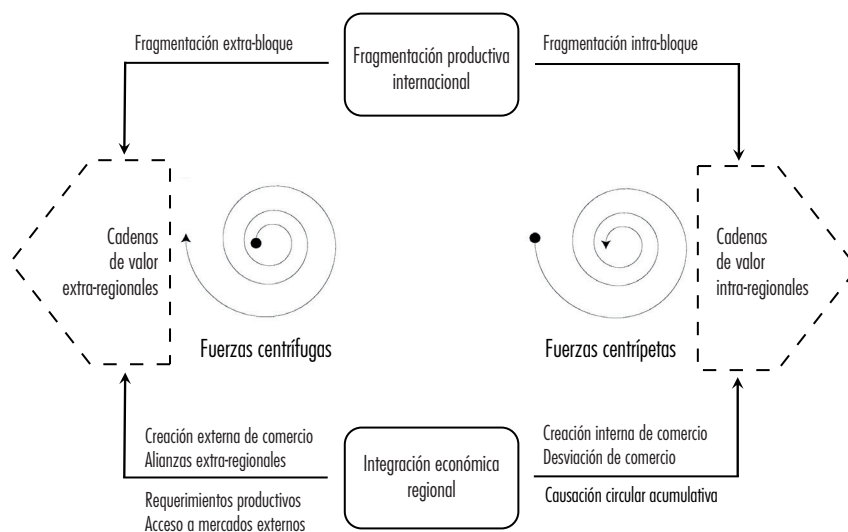 Fragmentación extra-bloque
Fragmentación productiva
internacional
Fragmentación intra-bloque
Cadenas
de valor
extra-regionales
Cadenas
de valor
intra-regionales
Fuerzas centrífugas
Fuerzas centrípetas
Creación externa de comercio
Alianzas extra-regionales
Requerimientos productivos
Acceso a mercados externos
Integración económica
regional
Creación interna de comercio
Desviación de comercio
Causación circular acumulativa